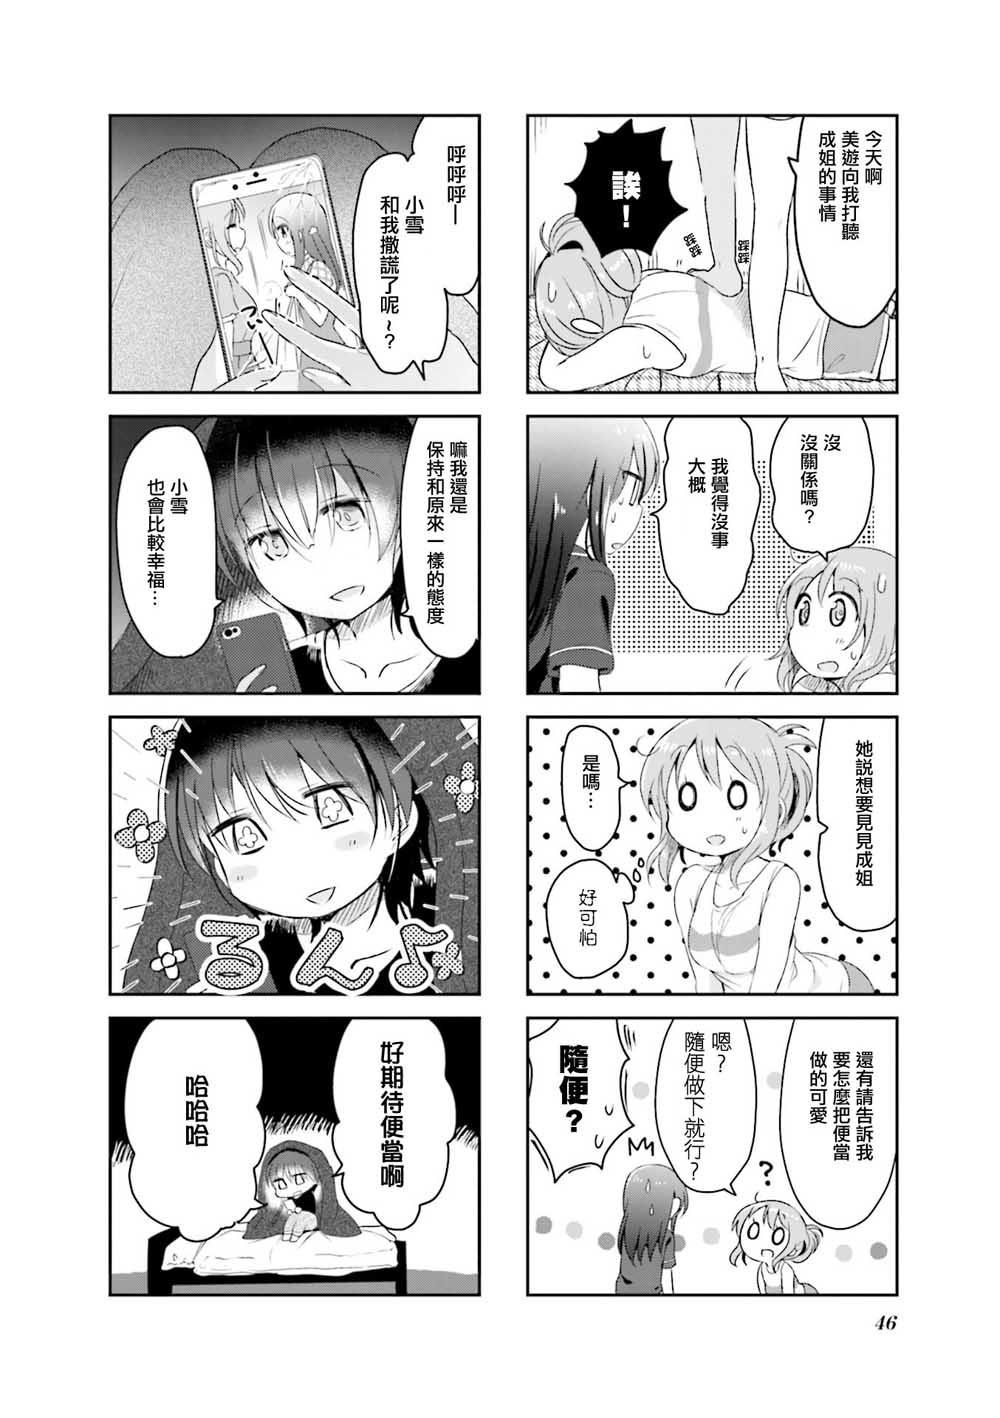 今天啊
美遊向我打聽
成姐的事情
誒！
踩踩
踩踩
沒
沒關係嗎？
我覺得沒事
大概
她説想要見見成姐
是嗎…
好可怕
還有請告訴我
要怎麼把便當
做的可愛
嗯？
隨便做下就行？
隨便？
？
呼呼呼ー
小雪
和我撒謊了呢～？
つい
嘛我還是
保持和原來一樣的態度
小雪
也會比較幸福…
るん♪
好期待便當啊
哈哈哈
46